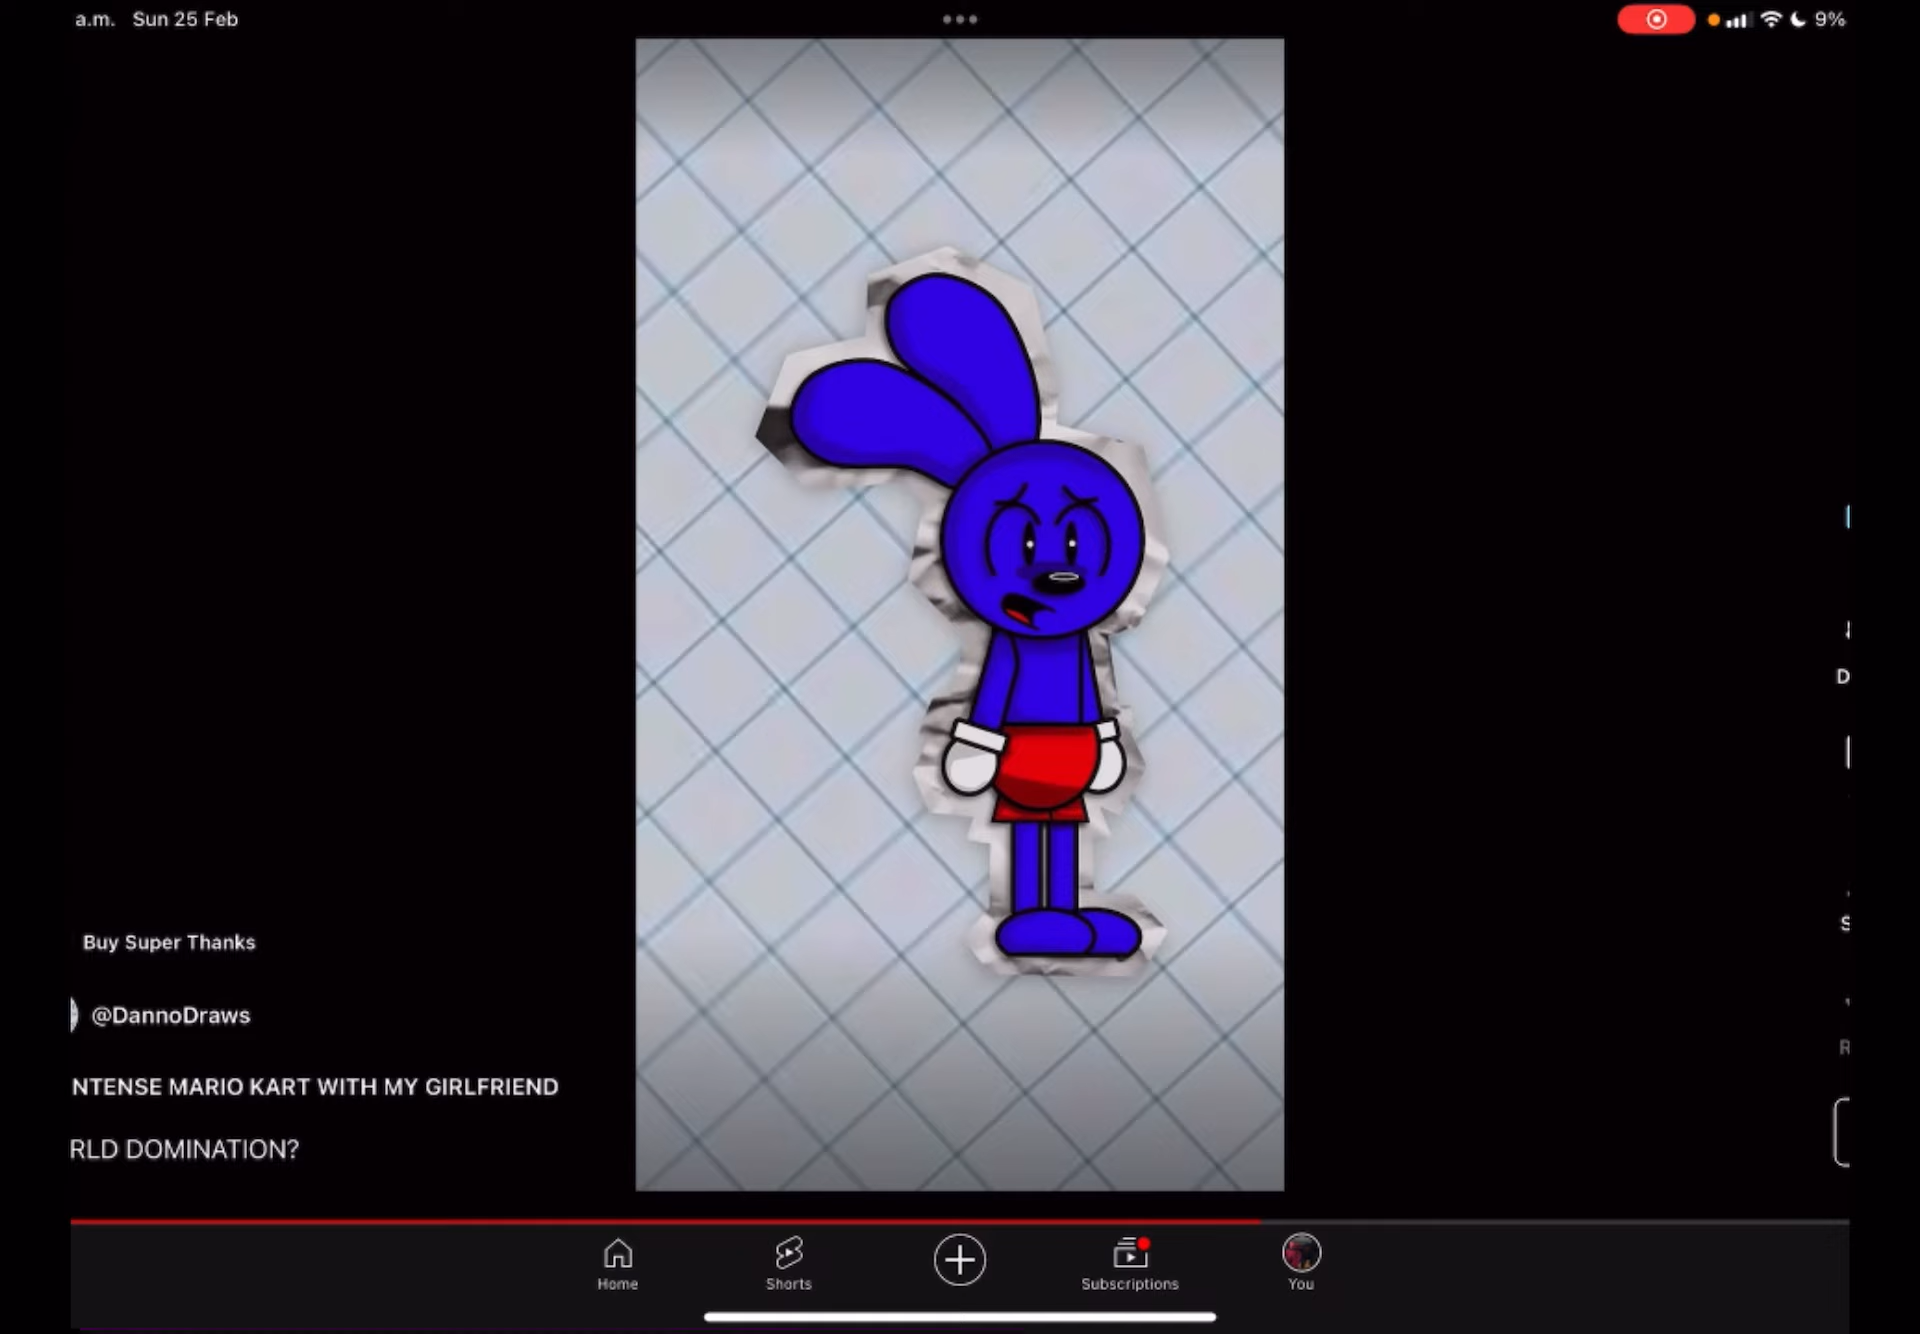 a.m. Sun 25 Feb
9%
Buy Super Thanks
@DannoDraws
NTENSE MARIO KART WITH MY GIRLFRIEND
RLD DOMINATION?
D
S
R
Home
Shorts
Subscriptions
You